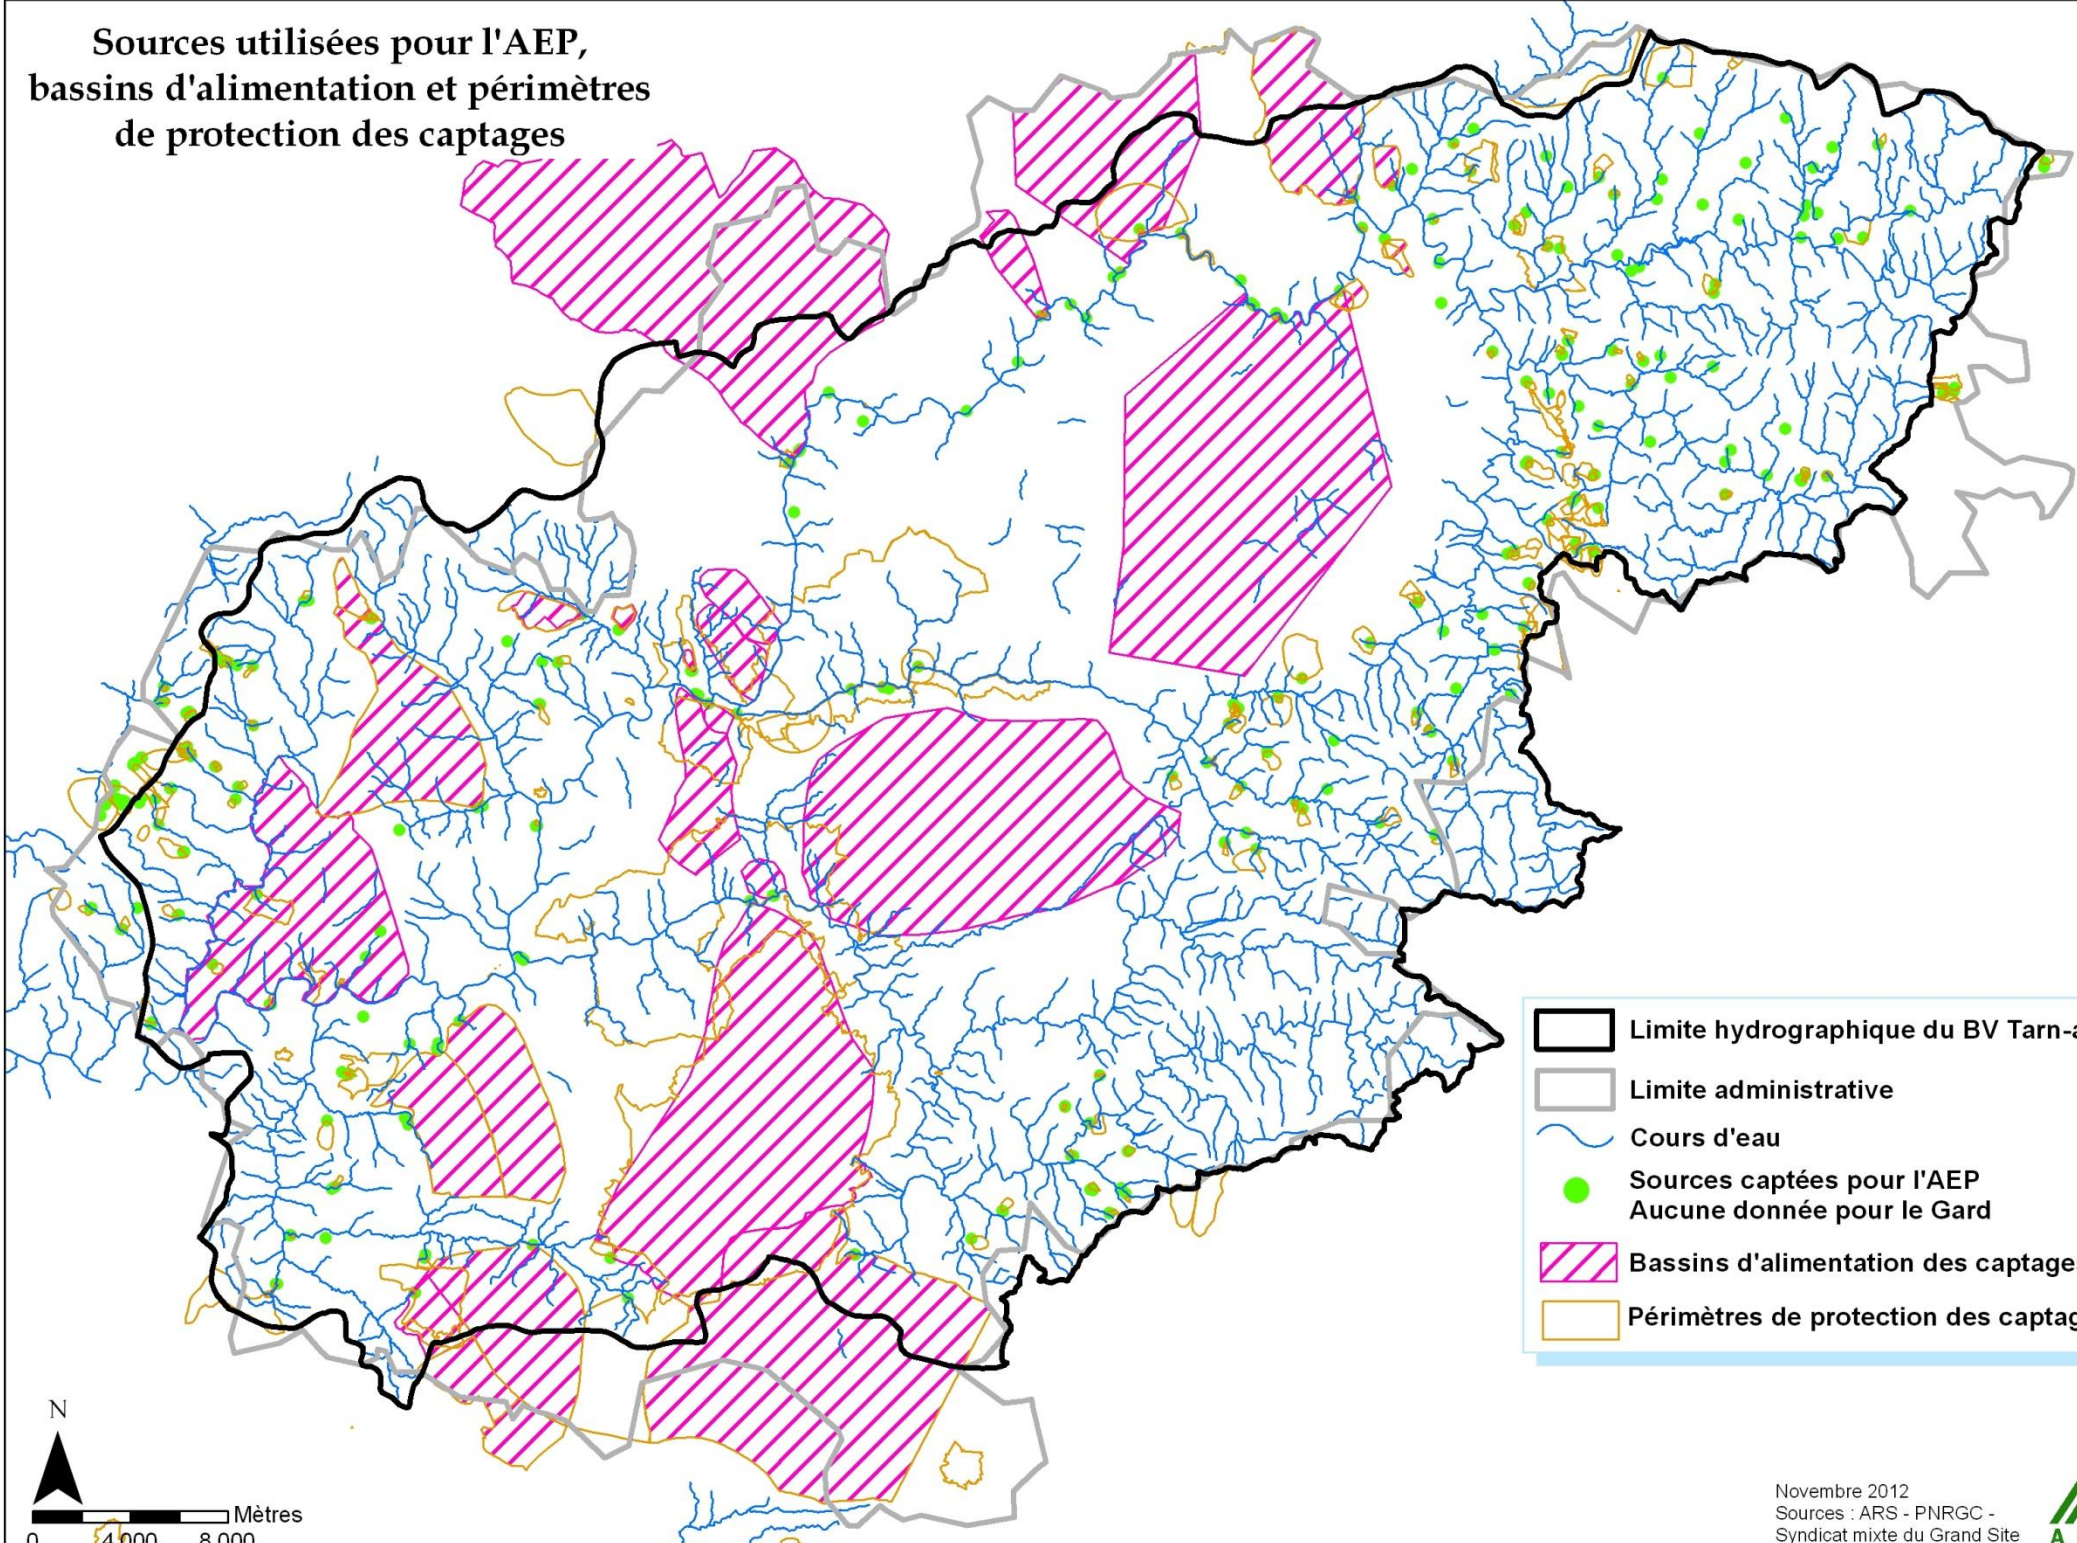 Sources utilisées pour l'AEP,
bassins d'alimentation et périmètres
de protection des captages
Limite hydrographique du BV Tarn-a
Limite administrative
Cours d'eau
Sources captées pour l'AEP
Aucune donnée pour le Gard
Bassins d'alimentation des captages
Périmètres de protection des captag
N
Mètres
0 4 000 8 000
Novembre 2012
Sources : ARS - PNRGC -
Syndicat mixte du Grand Site
A